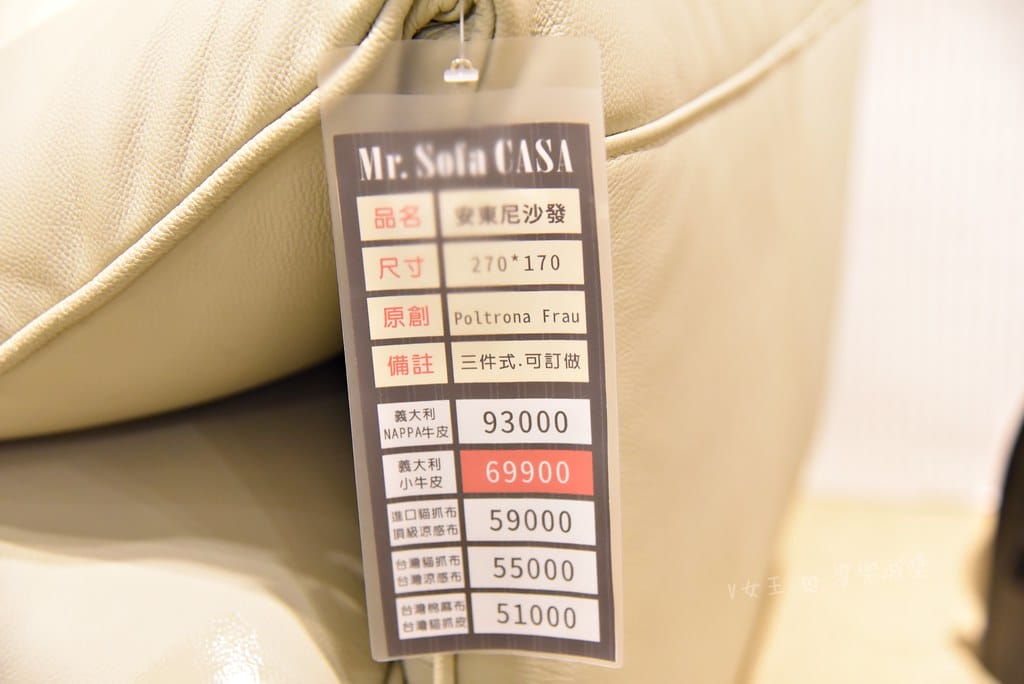 Mr. Sofa CASA
品名 安東尼沙發
尺寸 270*170
原創 Poltrona Frau
備註 三件式.可訂做
義大利
NAPPA牛皮 93000
義大利
小牛皮 69900
進口貓抓布
頂級涼感布 59000
台灣貓抓布
台灣涼感布 55000
台灣棉麻布
台灣貓抓皮 51000
V女王